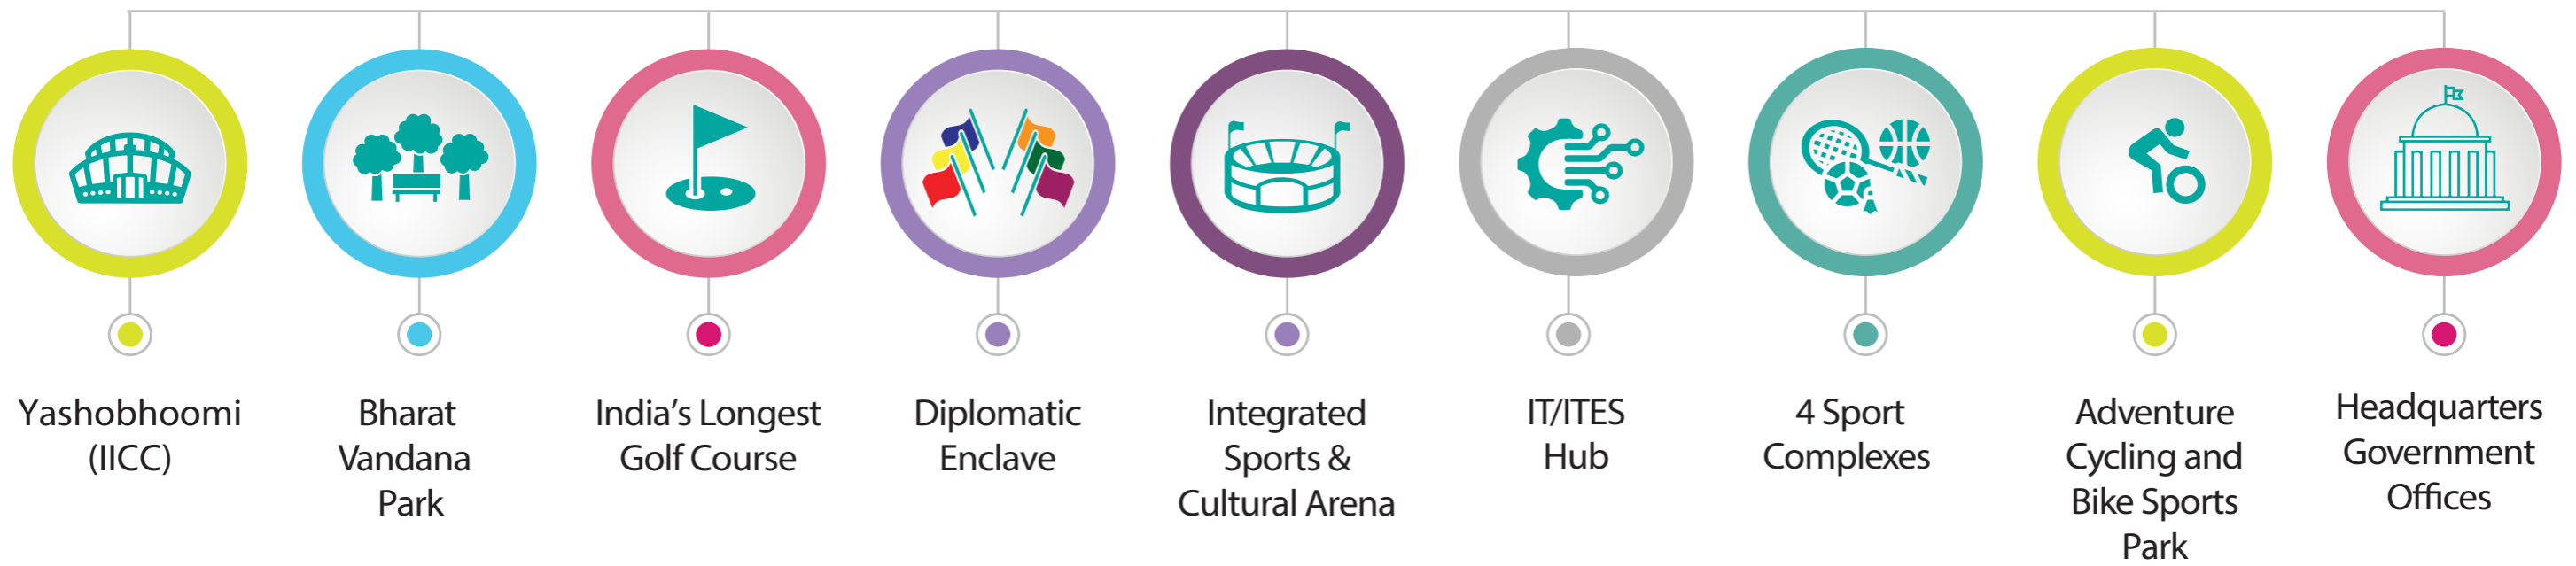 Yashobhoomi
(IICC)
Bharat
Vandana
Park
India’s Longest
Golf Course
Diplomatic
Enclave
Integrated
Sports &
Cultural Arena
IT/ITES
Hub
4 Sport
Complexes
Adventure
Cycling and
Bike Sports
Park
Headquarters
Government
Offices